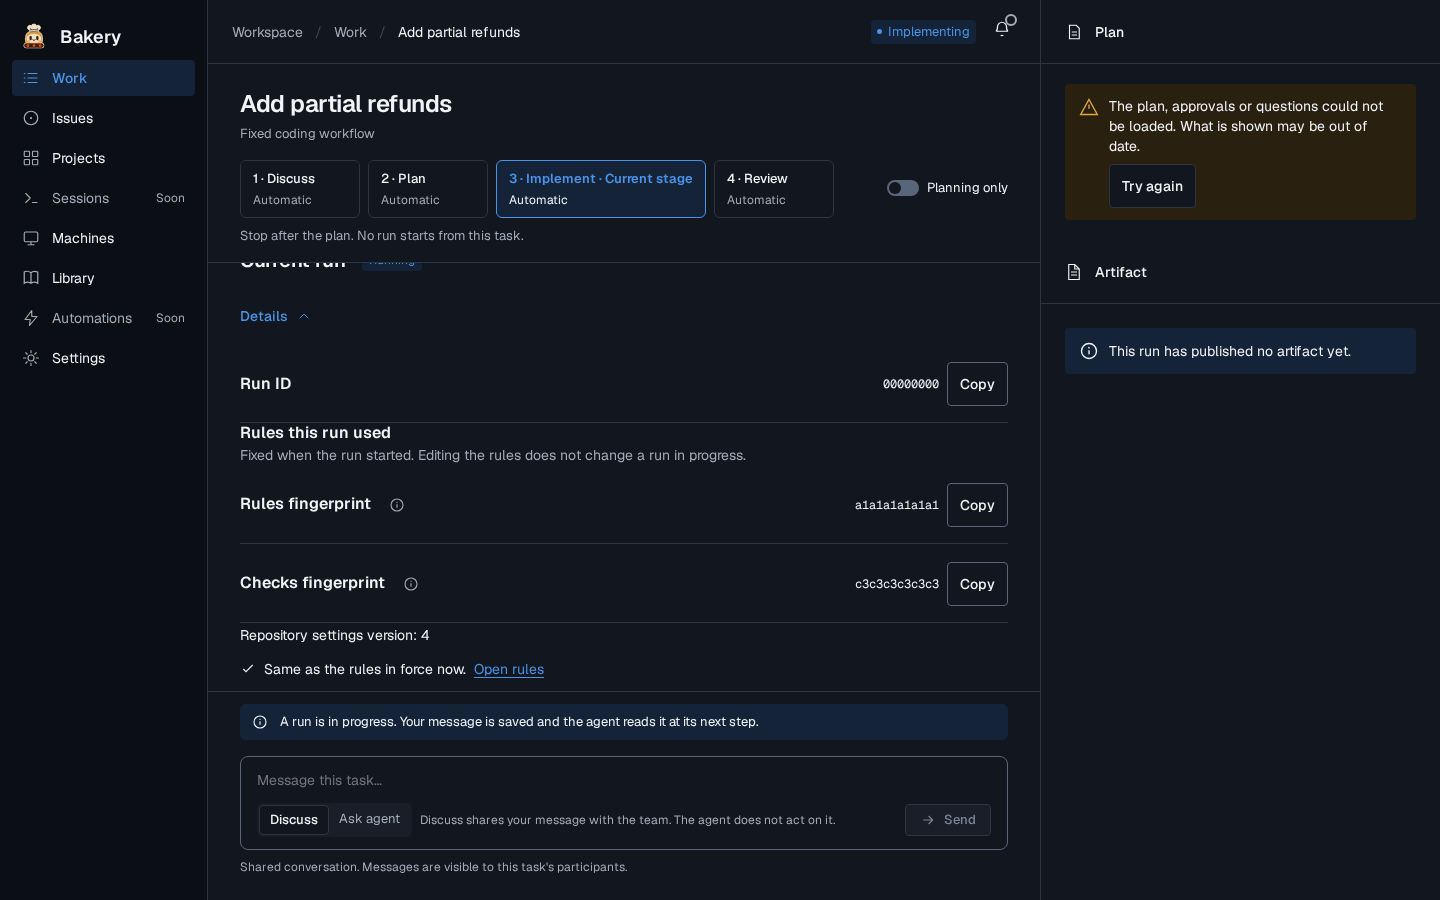 Bakery
Work
Issues
Projects
Sessions Soon
Machines
Library
Automations Soon
Settings
Workspace / Work / Add partial refunds
Implementing
Add partial refunds
Fixed coding workflow
1 · Discuss
Automatic
2 · Plan
Automatic
3 · Implement · Current stage
Automatic
4 · Review
Automatic
Planning only
Stop after the plan. No run starts from this task.
Current run Running
Details
Run ID 00000000 Copy
Rules this run used
Fixed when the run started. Editing the rules does not change a run in progress.
Rules fingerprint a1a1a1a1a1a1 Copy
Checks fingerprint c3c3c3c3c3c3 Copy
Repository settings version: 4
Same as the rules in force now. Open rules
A run is in progress. Your message is saved and the agent reads it at its next step.
Message this task...
Discuss Ask agent Discuss shares your message with the team. The agent does not act on it. Send
Shared conversation. Messages are visible to this task's participants.
Plan
The plan, approvals or questions could not
be loaded. What is shown may be out of
date.
Try again
Artifact
This run has published no artifact yet.